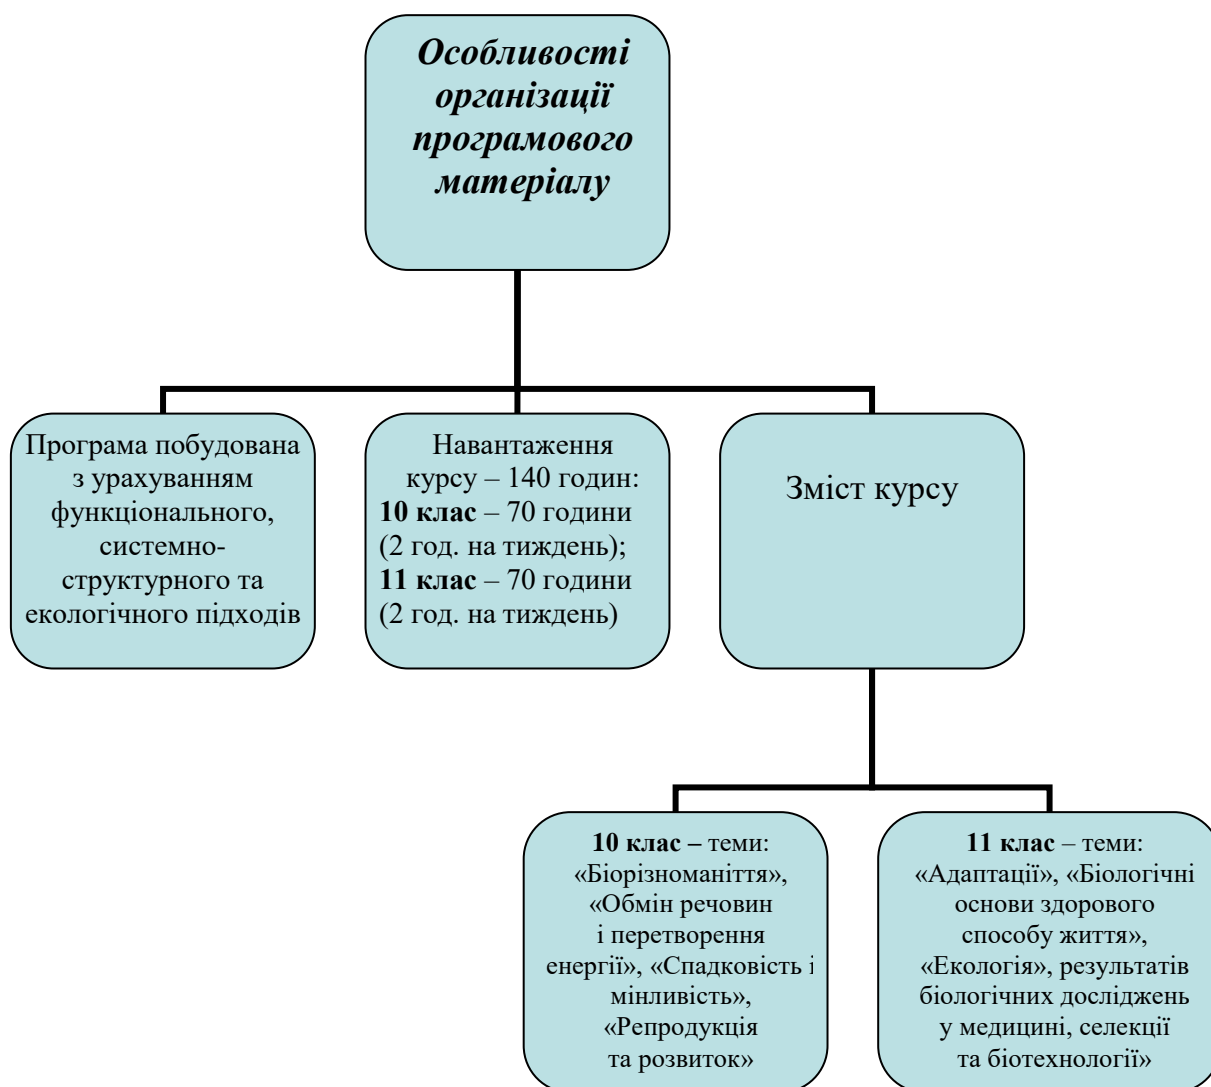 Особливості
організації
програмового
матеріалу
Програма побудована
з урахуванням
функціонального,
системно-
структурного та
екологічного підходів
Навантаження
курсу – 140 годин:
10 клас – 70 години
(2 год. на тиждень);
11 клас – 70 години
(2 год. на тиждень)
Зміст курсу
10 клас – теми:
«Біорізноманіття»,
«Обмін речовин
і перетворення
енергії», «Спадковість і
мінливість»,
«Репродукція
та розвиток»
11 клас – теми:
«Адаптації», «Біологічні
основи здорового
способу життя»,
«Екологія», результатів
біологічних досліджень
у медицині, селекції
та біотехнології»